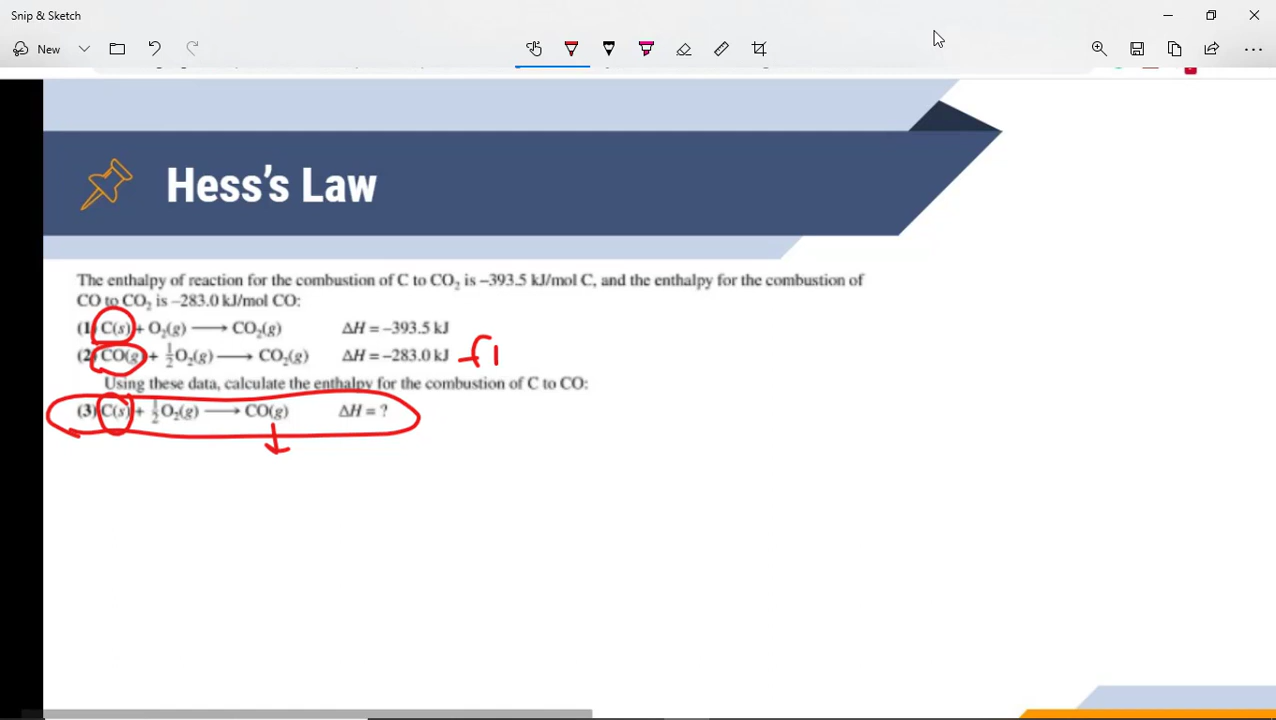 Snip & Sketch
New
Hess's Law
The enthalpy of reaction for the combustion of C to CO₂ is –393.5 kJ/mol C, and the enthalpy for the combustion of
CO to CO₂ is –283.0 kJ/mol CO:
(1) C(s) + O₂(g) ⟶ CO₂(g) ΔH = –393.5 kJ
(2) CO(g) + ½O₂(g) ⟶ CO₂(g) ΔH = –283.0 kJ fl
Using these data, calculate the enthalpy for the combustion of C to CO:
(3) C(s) + ½O₂(g) ⟶ CO(g) ΔH = ?